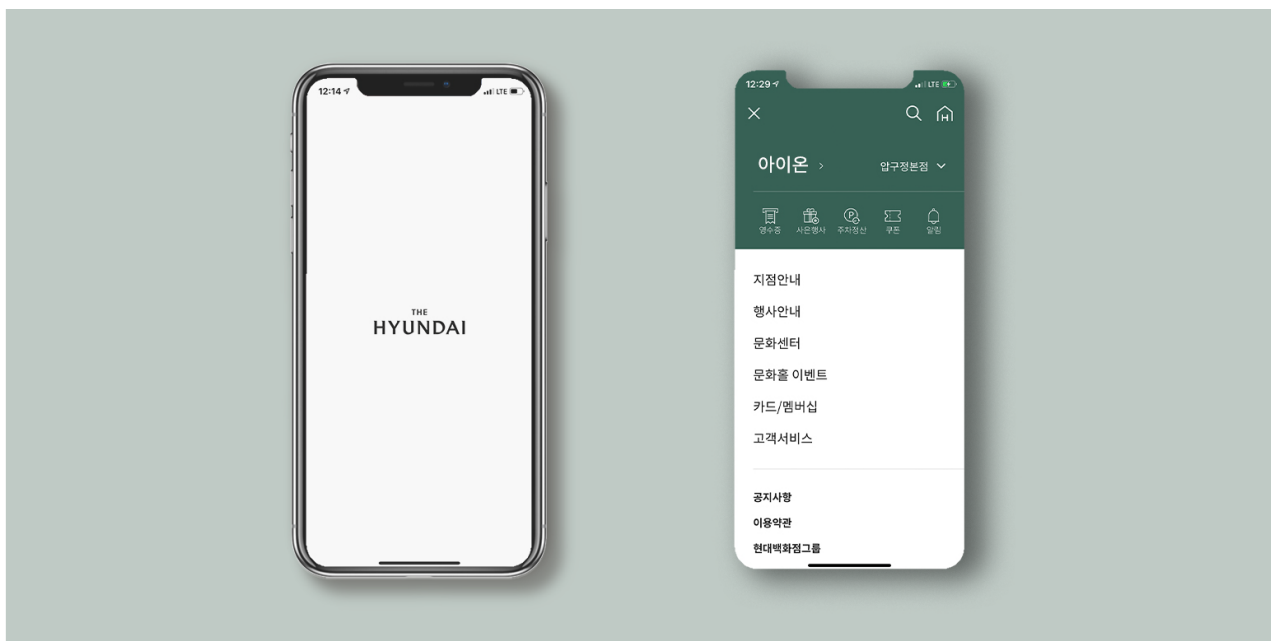 12:14
LTE
THE
HYUNDAI
12:29
LTE
아이온 >
압구정본점
영수증 사은행사 주차정산 쿠폰 알림
지점안내
행사안내
문화센터
문화홀 이벤트
카드/멤버십
고객서비스
공지사항
이용약관
현대백화점그룹